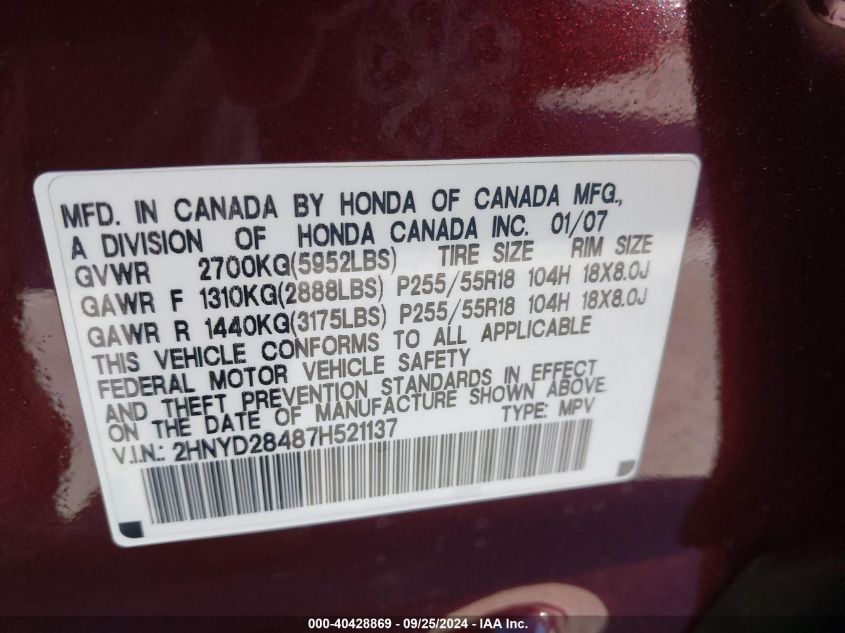 MFD. IN CANADA BY HONDA OF CANADA MFG.,
A DIVISION OF HONDA CANADA INC. 01/07
GVWR 2700KG(5952LBS) TIRE SIZE RIM SIZE
GAWR F 1310KG(2888LBS) P255/55R18 104H 18X8.0J
GAWR R 1440KG(3175LBS) P255/55R18 104H 18X8.0J
THIS VEHICLE CONFORMS TO ALL APPLICABLE
FEDERAL MOTOR VEHICLE SAFETY
AND THEFT PREVENTION STANDARDS IN EFFECT
ON THE DATE OF MANUFACTURE SHOWN ABOVE.
V.I.N.: 2HNYD28487H521137 TYPE: MPV
000-40428869 - 09/25/2024 - IAA Inc.